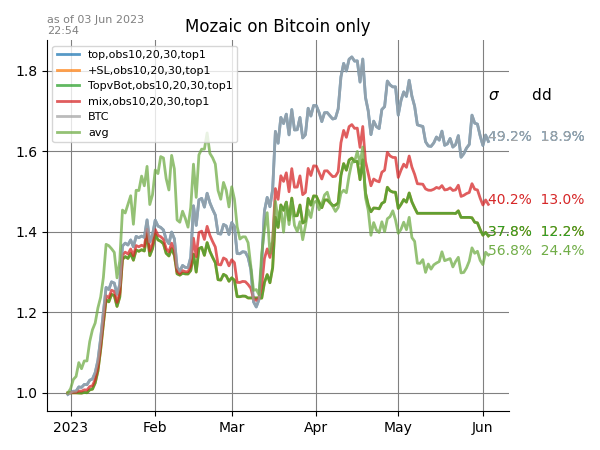 as of 03 Jun 2023
22:54
Mozaic on Bitcoin only
top,obs10,20,30,top1
+SL,obs10,20,30,top1
TopvBot,obs10,20,30,top1
mix,obs10,20,30,top1
BTC
avg
σ dd
49.2% 18.9%
40.2% 13.0%
37.8% 12.2%
56.8% 24.4%
1.8
1.6
1.4
1.2
1.0
2023 Feb Mar Apr May Jun